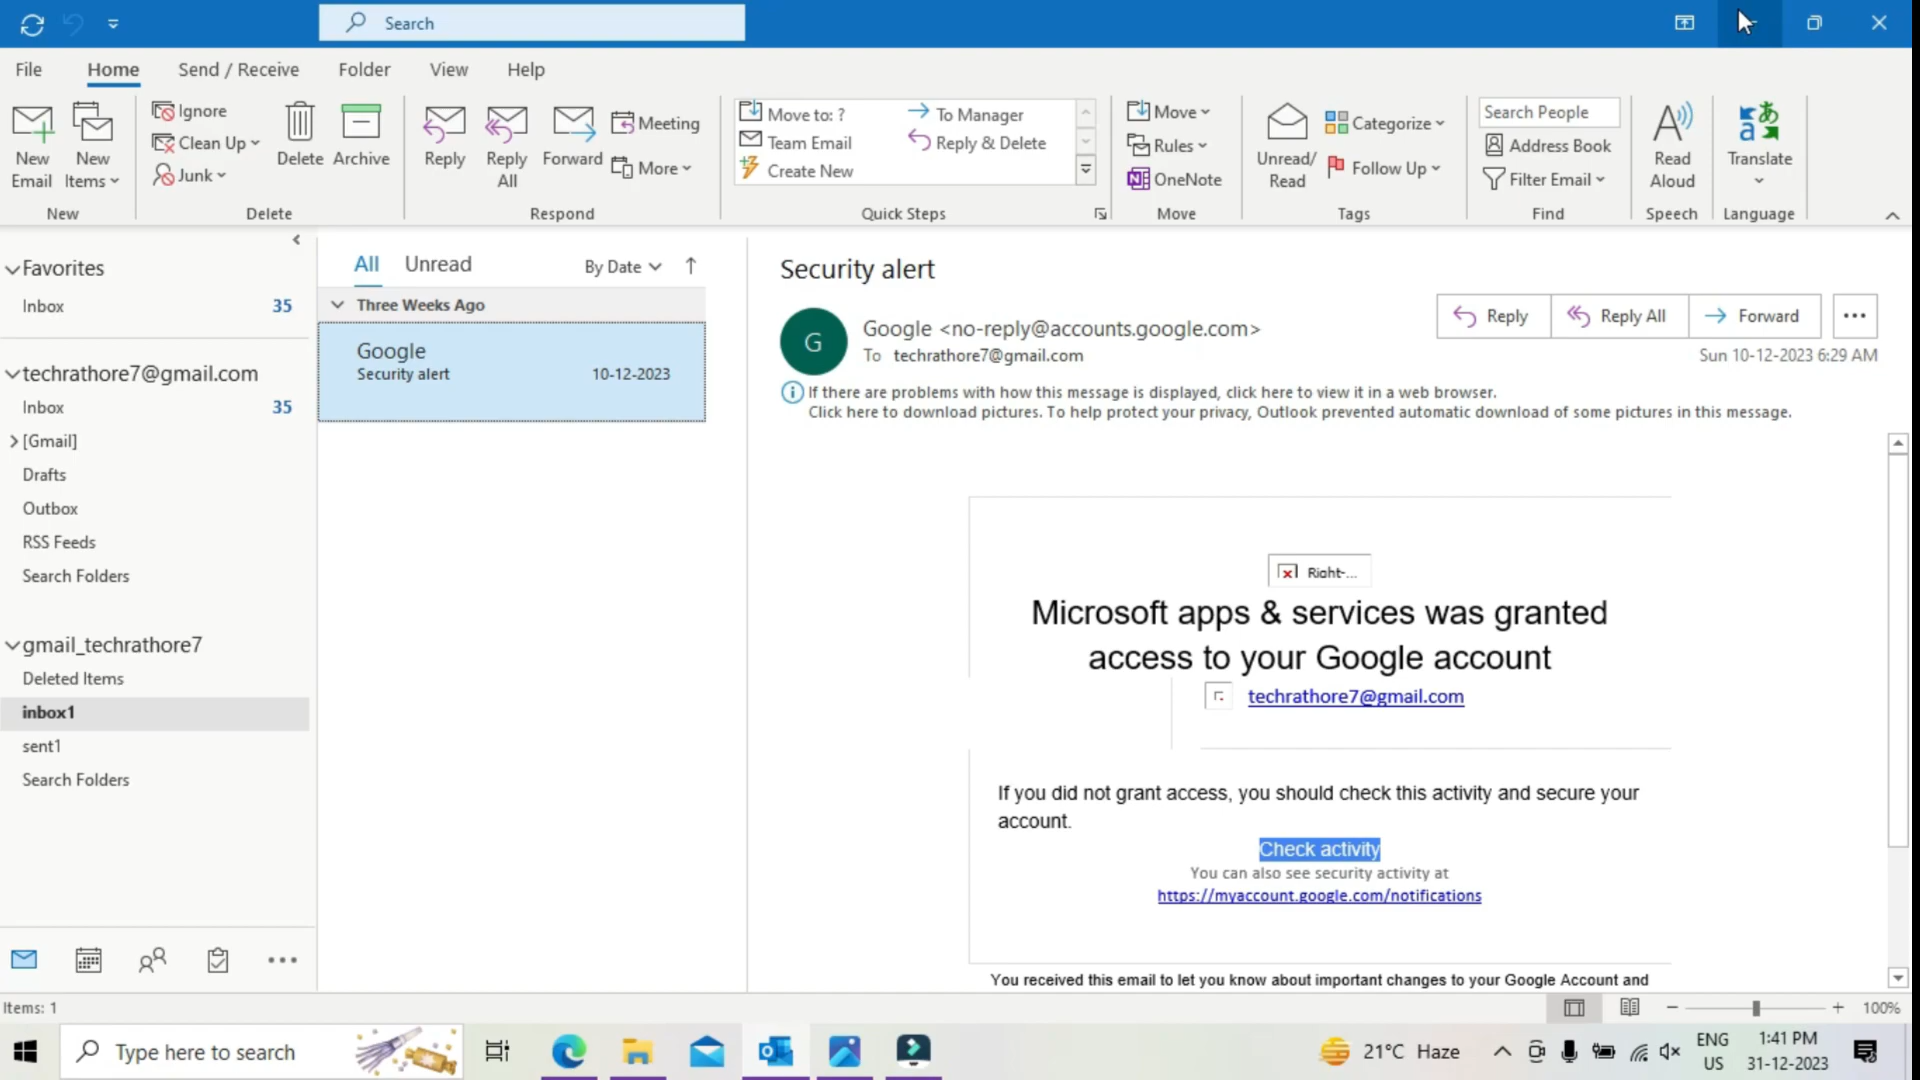 Search
File
Home
Send / Receive
Folder
View
Help
New
Email
New
Items
New
Ignore
Clean Up
Junk
Delete
Archive
Delete
Reply
Reply
All
Forward
Meeting
More
Respond
Move to: ?
Team Email
Create New
To Manager
Reply & Delete
Quick Steps
Move
Rules
OneNote
Move
Unread/
Read
Categorize
Follow Up
Tags
Search People
Address Book
Filter Email
Find
Read
Aloud
Speech
Translate
Language
Favorites
Inbox 35
techrathore7@gmail.com
Inbox 35
[Gmail]
Drafts
Outbox
RSS Feeds
Search Folders
gmail_techrathore7
Deleted Items
inbox1
sent1
Search Folders
Items: 1
All
Unread
By Date
Three Weeks Ago
Google
Security alert 10-12-2023
Security alert
G
Google <no-reply@accounts.google.com>
To techrathore7@gmail.com
Reply
Reply All
Forward
Sun 10-12-2023 6:29 AM
If there are problems with how this message is displayed, click here to view it in a web browser.
Click here to download pictures. To help protect your privacy, Outlook prevented automatic download of some pictures in this message.
Right-...
Microsoft apps & services was granted
access to your Google account
techrathore7@gmail.com
If you did not grant access, you should check this activity and secure your
account.
Check activity
You can also see security activity at
https://myaccount.google.com/notifications
You received this email to let you know about important changes to your Google Account and
100%
Type here to search
21°C Haze
ENG
US
1:41 PM
31-12-2023